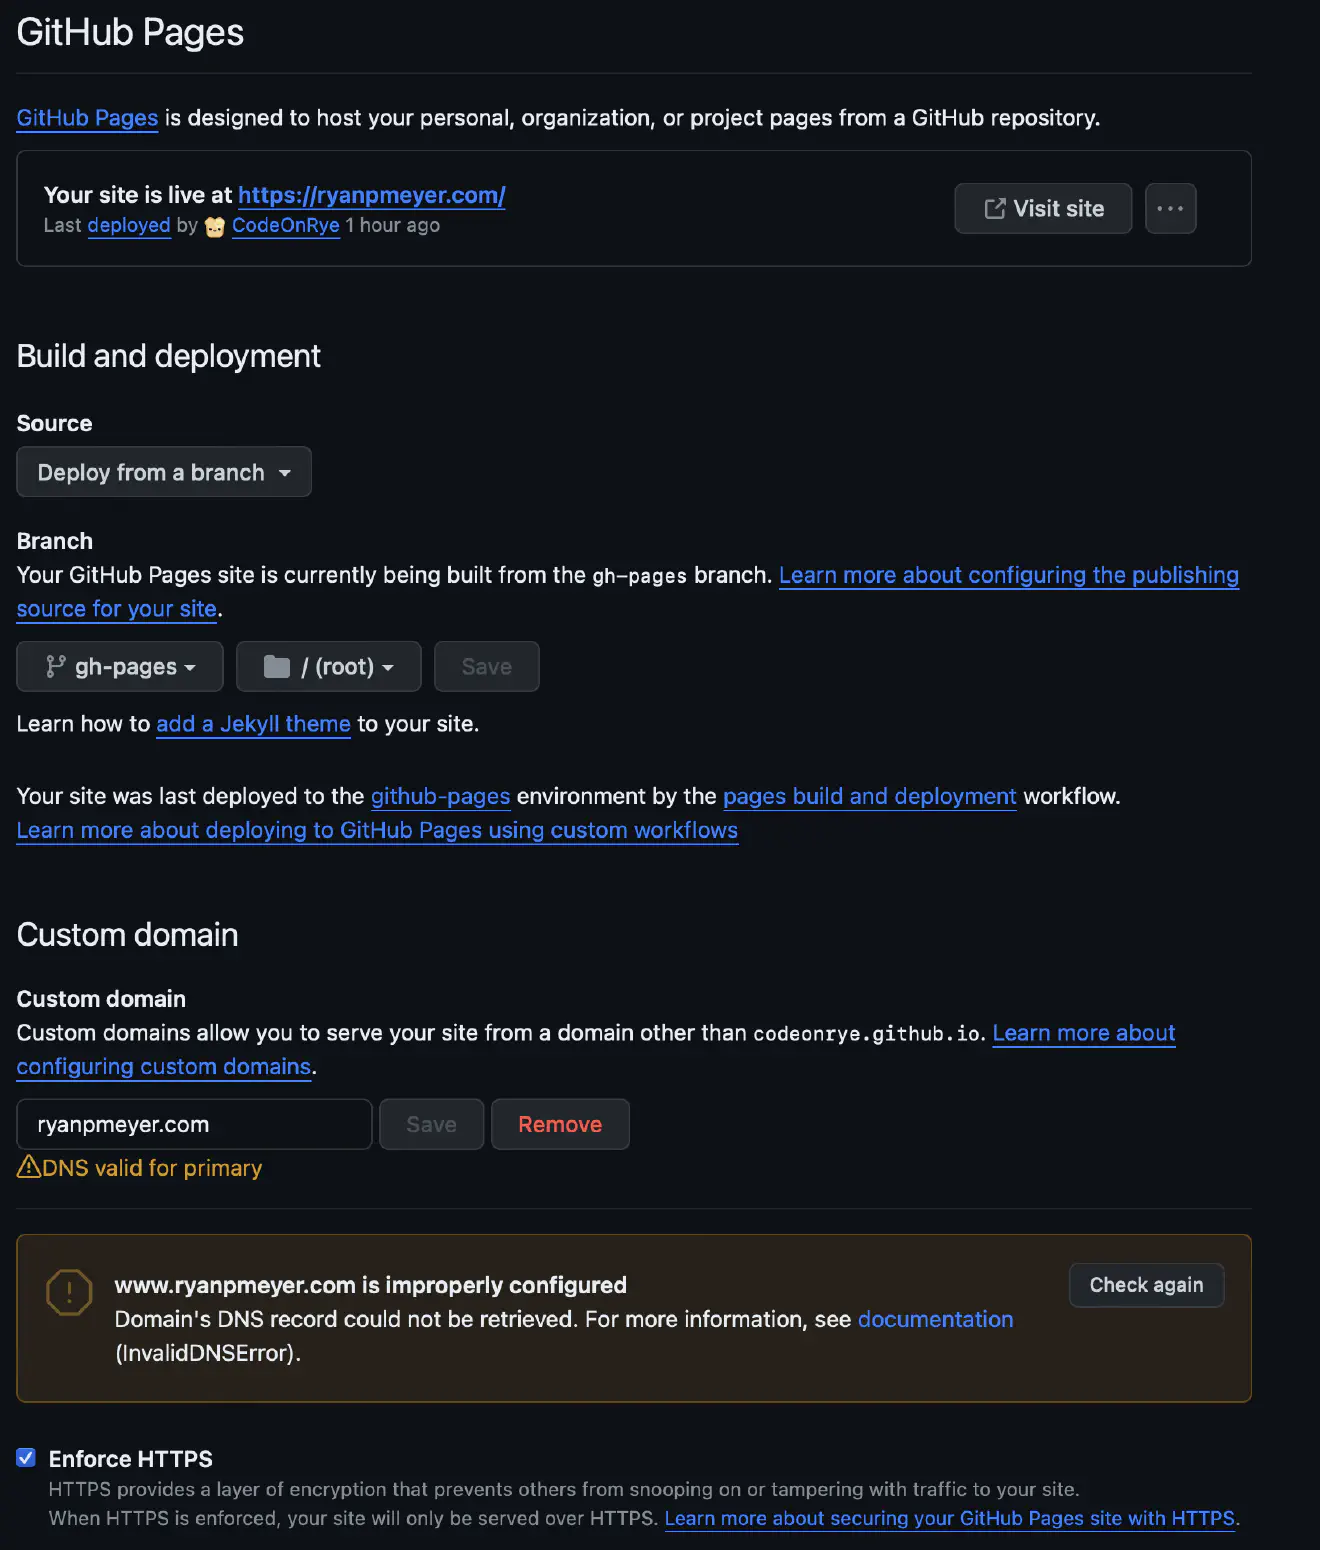 GitHub Pages
GitHub Pages is designed to host your personal, organization, or project pages from a GitHub repository.
Your site is live at https://ryanpmeyer.com/
Last deployed by CodeOnRye 1 hour ago
Visit site
Build and deployment
Source
Deploy from a branch
Branch
Your GitHub Pages site is currently being built from the gh-pages branch. Learn more about configuring the publishing
source for your site.
gh-pages / (root) Save
Learn how to add a Jekyll theme to your site.
Your site was last deployed to the github-pages environment by the pages build and deployment workflow.
Learn more about deploying to GitHub Pages using custom workflows
Custom domain
Custom domain
Custom domains allow you to serve your site from a domain other than codeonrye.github.io. Learn more about
configuring custom domains.
ryanpmeyer.com Save Remove
DNS valid for primary
www.ryanpmeyer.com is improperly configured
Check again
Domain's DNS record could not be retrieved. For more information, see documentation
(InvalidDNSError).
Enforce HTTPS
HTTPS provides a layer of encryption that prevents others from snooping on or tampering with traffic to your site.
When HTTPS is enforced, your site will only be served over HTTPS. Learn more about securing your GitHub Pages site with HTTPS.